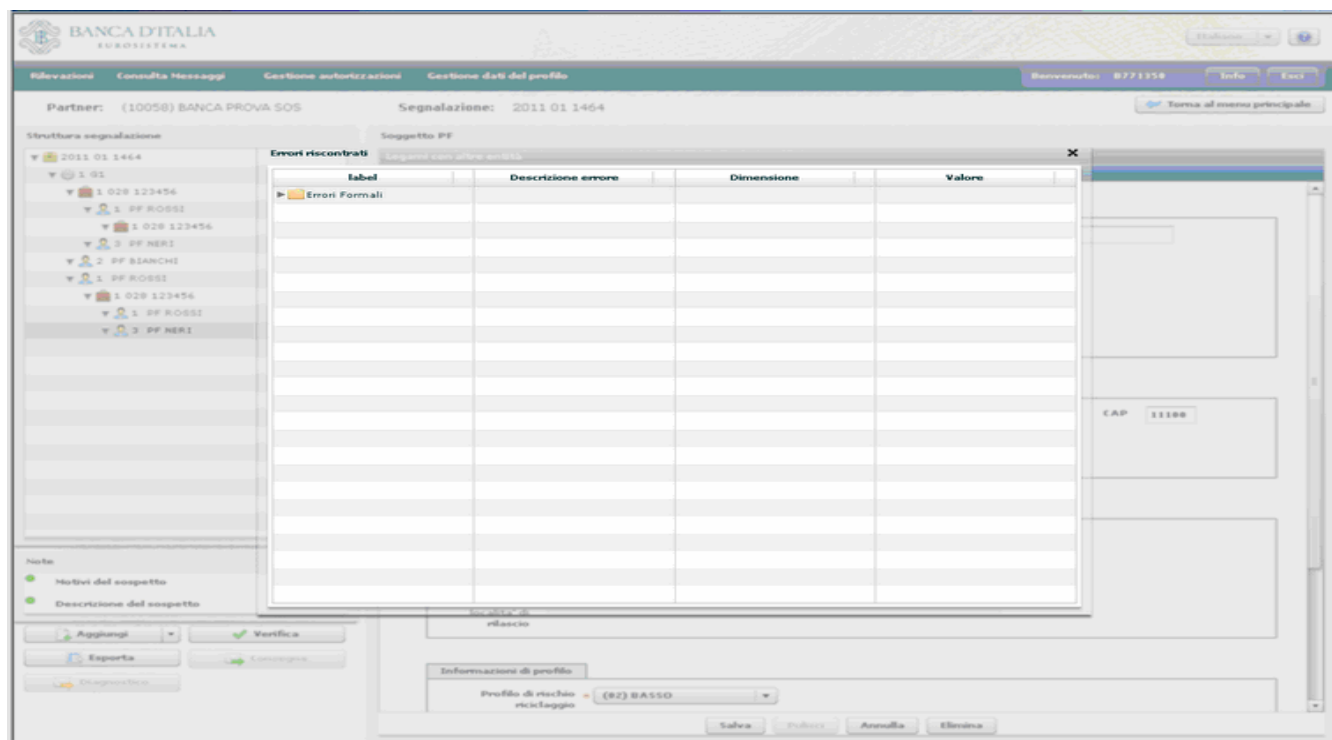 BANCA D'ITALIA
EUROSISTEMA
Italiano
Rilevazioni Consulta Messaggi Gestione autorizzazioni Gestione dati del profilo
Benvenuto: B771350 Info Esci
Partner: (10058) BANCA PROVA SOS Segnalazione: 2011 01 1464 Torna al menu principale
Struttura segnalazione Soggetto PF
Errori riscontrati Legami con altre entità
label Descrizione errore Dimensione Valore
Errori Formali
2011 01 1464
1 01
1 028 123456
1 PF ROSSI
1 028 123456
3 PF NERI
2 PF BIANCHI
1 PF ROSSI
1 028 123456
1 PF ROSSI
3 PF NERI
CAP 11100
Note
Motivi del sospetto
Descrizione del sospetto
localita' di
rilascio
Aggiungi Verifica
Esporta Consegna
Diagnostico
Informazioni di profilo
Profilo di rischio riciclaggio (02) BASSO
Salva Pulisci Annulla Elimina